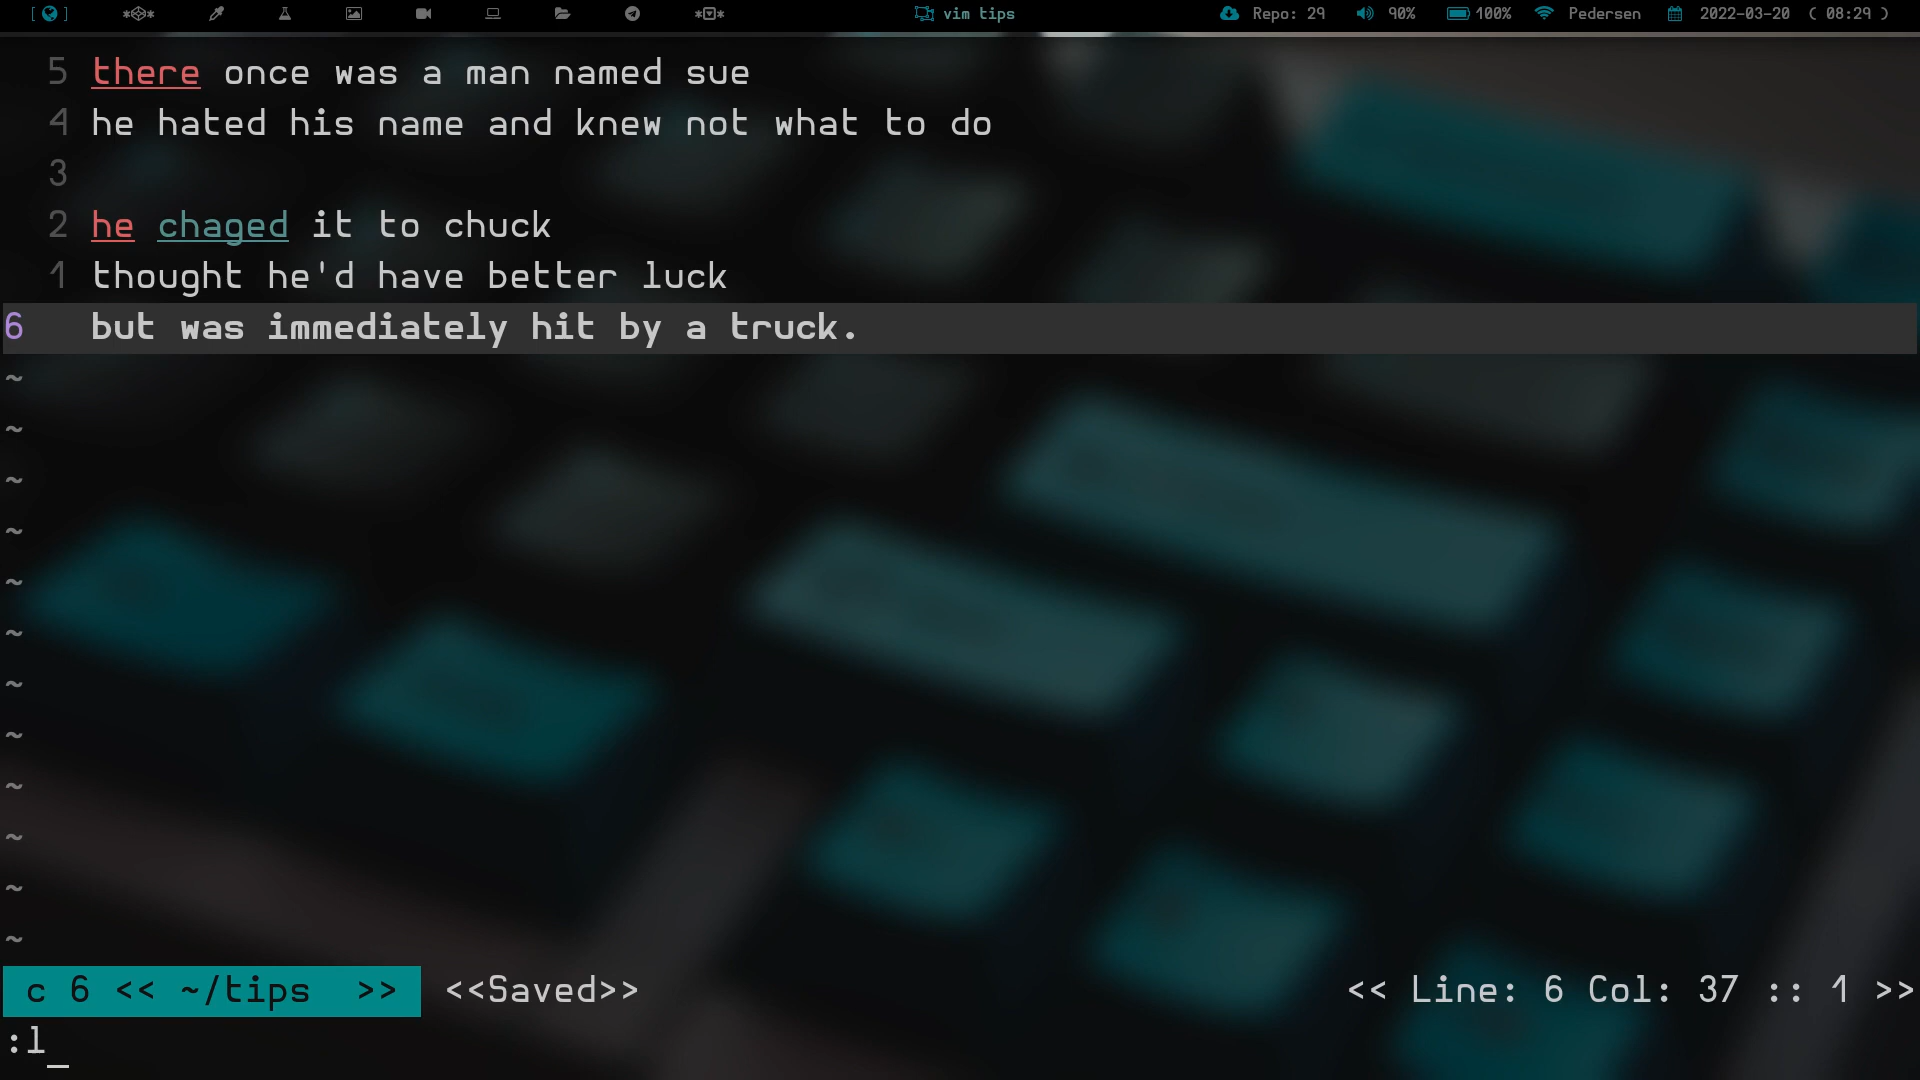 vim tips Repo: 29 90% 100% Pedersen 2022-03-20 ( 08:29 )
5 there once was a man named sue
4 he hated his name and knew not what to do
3
2 he chaged it to chuck
1 thought he'd have better luck
6 but was immediately hit by a truck.
~
~
~
~
~
~
~
~
~
~
~
~
c 6 << ~/tips >> <<Saved>> << Line: 6 Col: 37 :: 1 >>
:l_